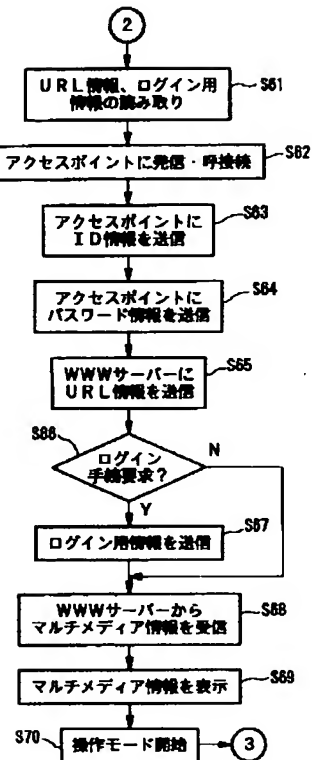 2
URL情報、ログイン用
情報の読み取り
S61
アクセスポイントに発信・呼接続
S62
アクセスポイントに
ID情報を送信
S63
アクセスポイントに
パスワード情報を送信
S64
WWWサーバーに
URL情報を送信
S65
S66
ログイン
手続要求?
N
Y
ログイン用情報を送信
S67
WWWサーバーから
マルチメディア情報を受信
S68
マルチメディア情報を表示
S69
S70
操作モード開始
3